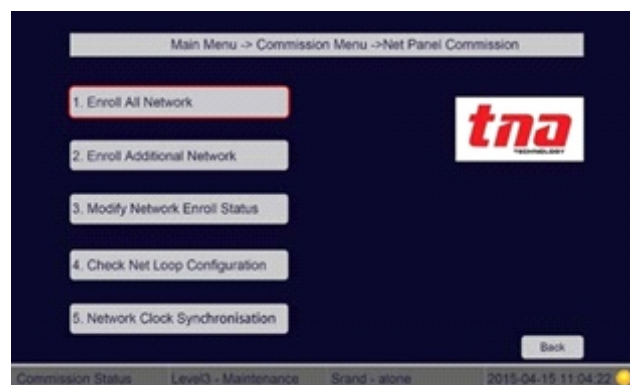 Main Menu -> Commission Menu ->Net Panel Commission
1. Enroll All Network
tna
TECHNOLOGY
2. Enroll Additional Network
3. Modify Network Enroll Status
4. Check Net Loop Configuration
5. Network Clock Synchronisation
Back
Commission Status Level3 - Maintenance Srand - alone 2015-04-15 11:04:22